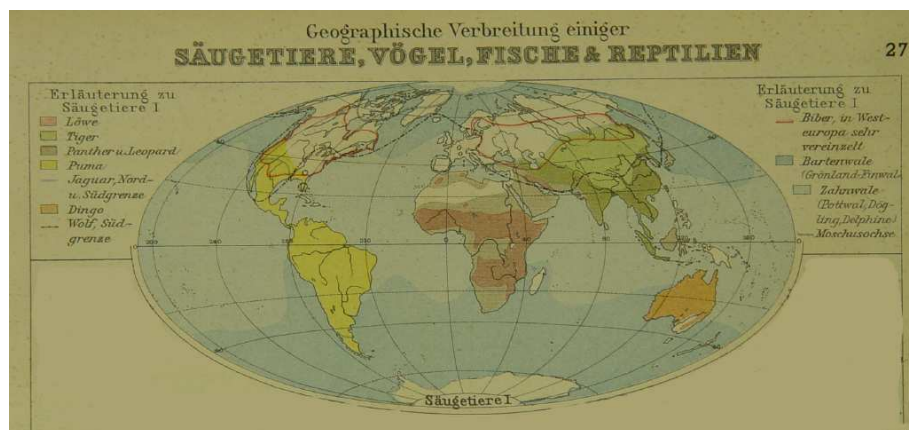 Geographische Verbreitung einiger
SÄUGETIERE, VÖGEL, FISCHE & REPTILIEN
27
Erläuterung zu
Säugetiere I
Löwe
Tiger
Panther u. Leopard
Puma
Jaguar, Nord-
u. Südgrenze
Dingo
Wolf, Süd-
grenze
Erläuterung zu
Säugetiere I
Biber, in West-
europa sehr
vereinzelt
Bartenwale
(Grönland-Finwal)
Zahnwale
(Pottwal, Dög-
ling, Delphine)
Moschusochse
Säugetiere I